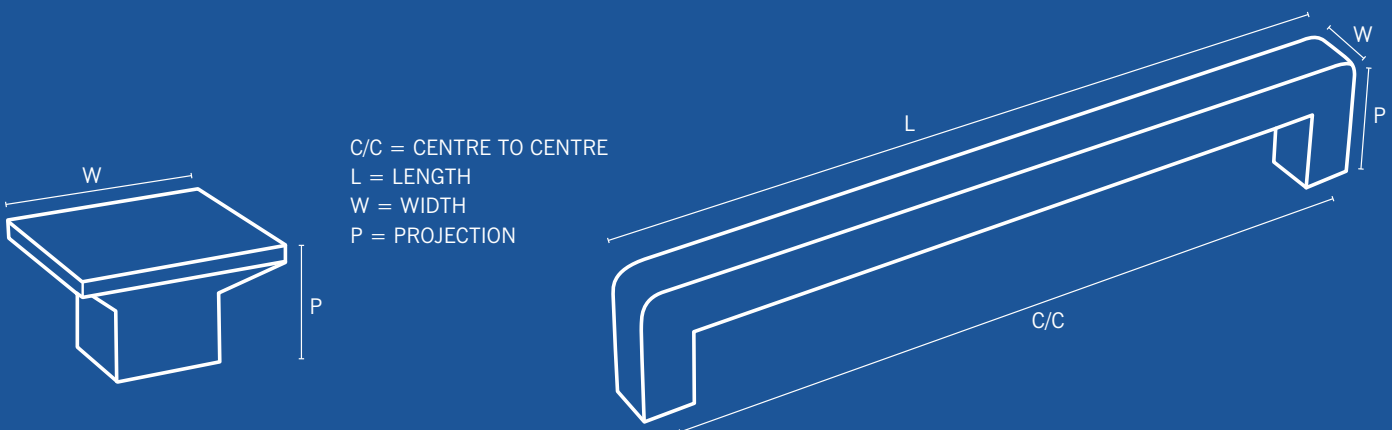 W
P
C/C = CENTRE TO CENTRE
L = LENGTH
W = WIDTH
P = PROJECTION
L
W
P
C/C